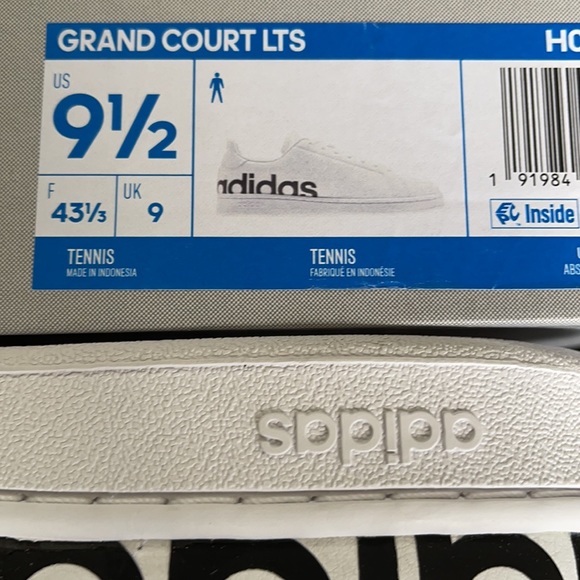 GRAND COURT LTS
US
9½
F
43⅓
UK
9
adidas
1 91984
Inside
TENNIS
MADE IN INDONESIA
TENNIS
FABRIQUÉ EN INDONÉSIE
adidas